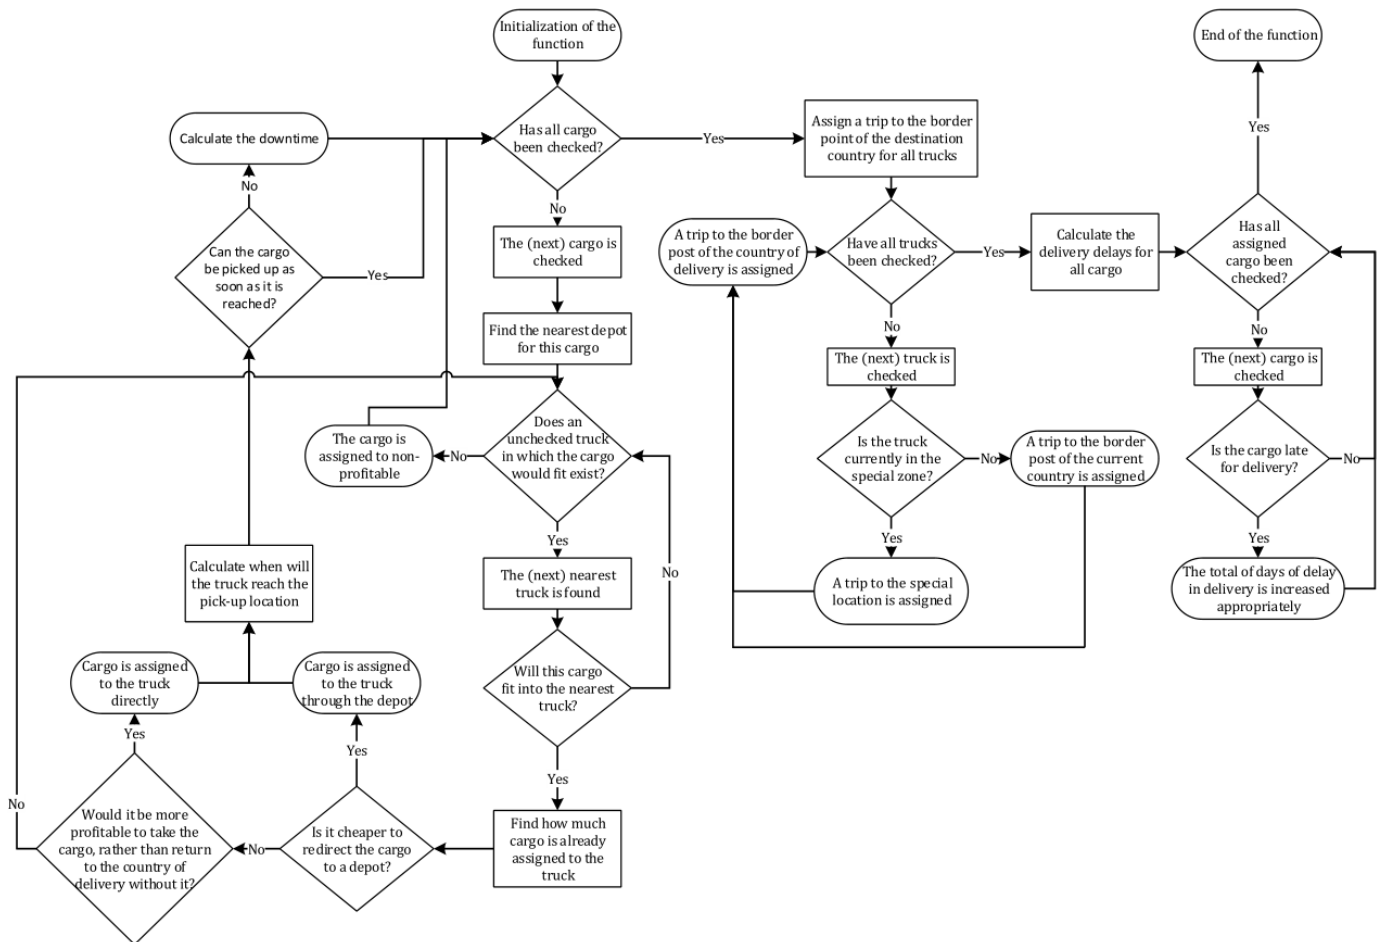 Initialization of the
function
End of the function
Calculate the downtime
Has all cargo
been checked?
Yes
Assign a trip to the border
point of the destination
country for all trucks
Yes
No
No
Can the cargo
be picked up as
soon as it is
reached?
Yes
The (next) cargo is
checked
A trip to the border
post of the country of
delivery is assigned
Have all trucks
been checked?
Yes
Calculate the
delivery delays for
all cargo
Has all
assigned
cargo been
checked?
Find the nearest depot
for this cargo
No
No
The (next) truck is
checked
The (next) cargo is
checked
The cargo is
assigned to non-
profitable
No
Does an
unchecked truck
in which the cargo
would fit exist?
Is the truck
currently in the
special zone?
No
A trip to the border
post of the current
country is assigned
Is the cargo late
for delivery?
No
Yes
Yes
Yes
Calculate when will
the truck reach the
pick-up location
The (next) nearest
truck is found
No
A trip to the special
location is assigned
The total of days of delay
in delivery is increased
appropriately
Cargo is assigned
to the truck
directly
Cargo is assigned
to the truck
through the depot
Will this cargo
fit into the nearest
truck?
Yes
Yes
Yes
No
Would it be more
profitable to take the
cargo, rather than return
to the country of
delivery without it?
No
Is it cheaper to
redirect the cargo
to a depot?
Find how much
cargo is already
assigned to the
truck